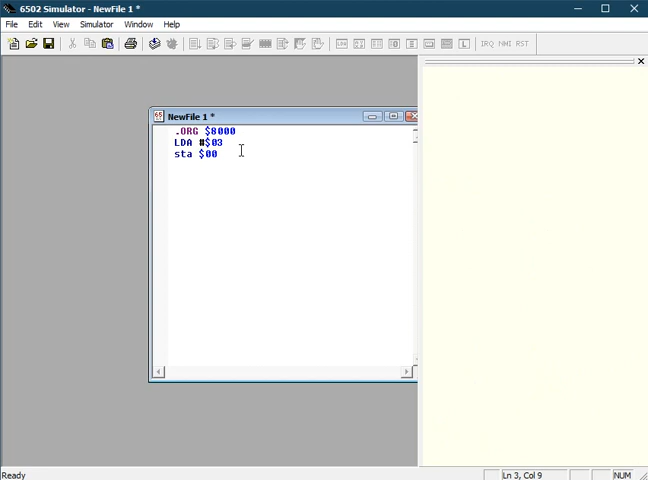 6502 Simulator - NewFile 1 *
File Edit View Simulator Window Help
IRQ NMI RST
NewFile 1 *
.ORG $8000
LDA #$03
sta $00
Ready
Ln 3, Col 9
NUM